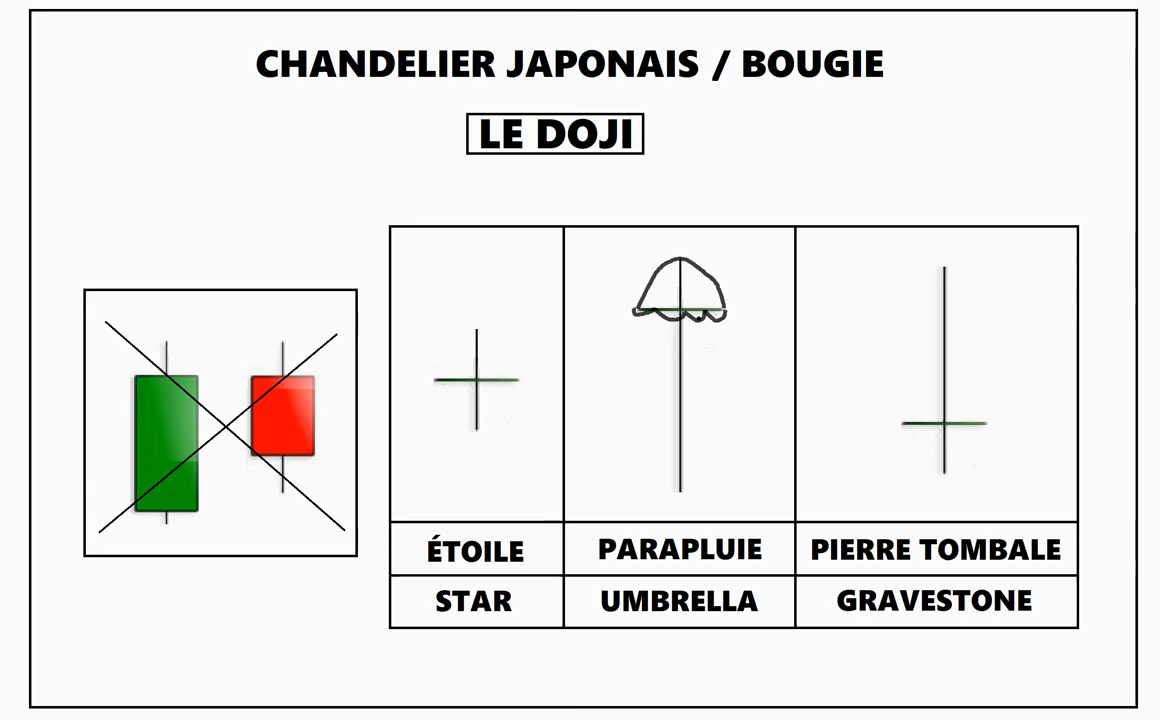 CHANDELIER JAPONAIS / BOUGIE
LE DOJI
ÉTOILE PARAPLUIE PIERRE TOMBALE
STAR UMBRELLA GRAVESTONE